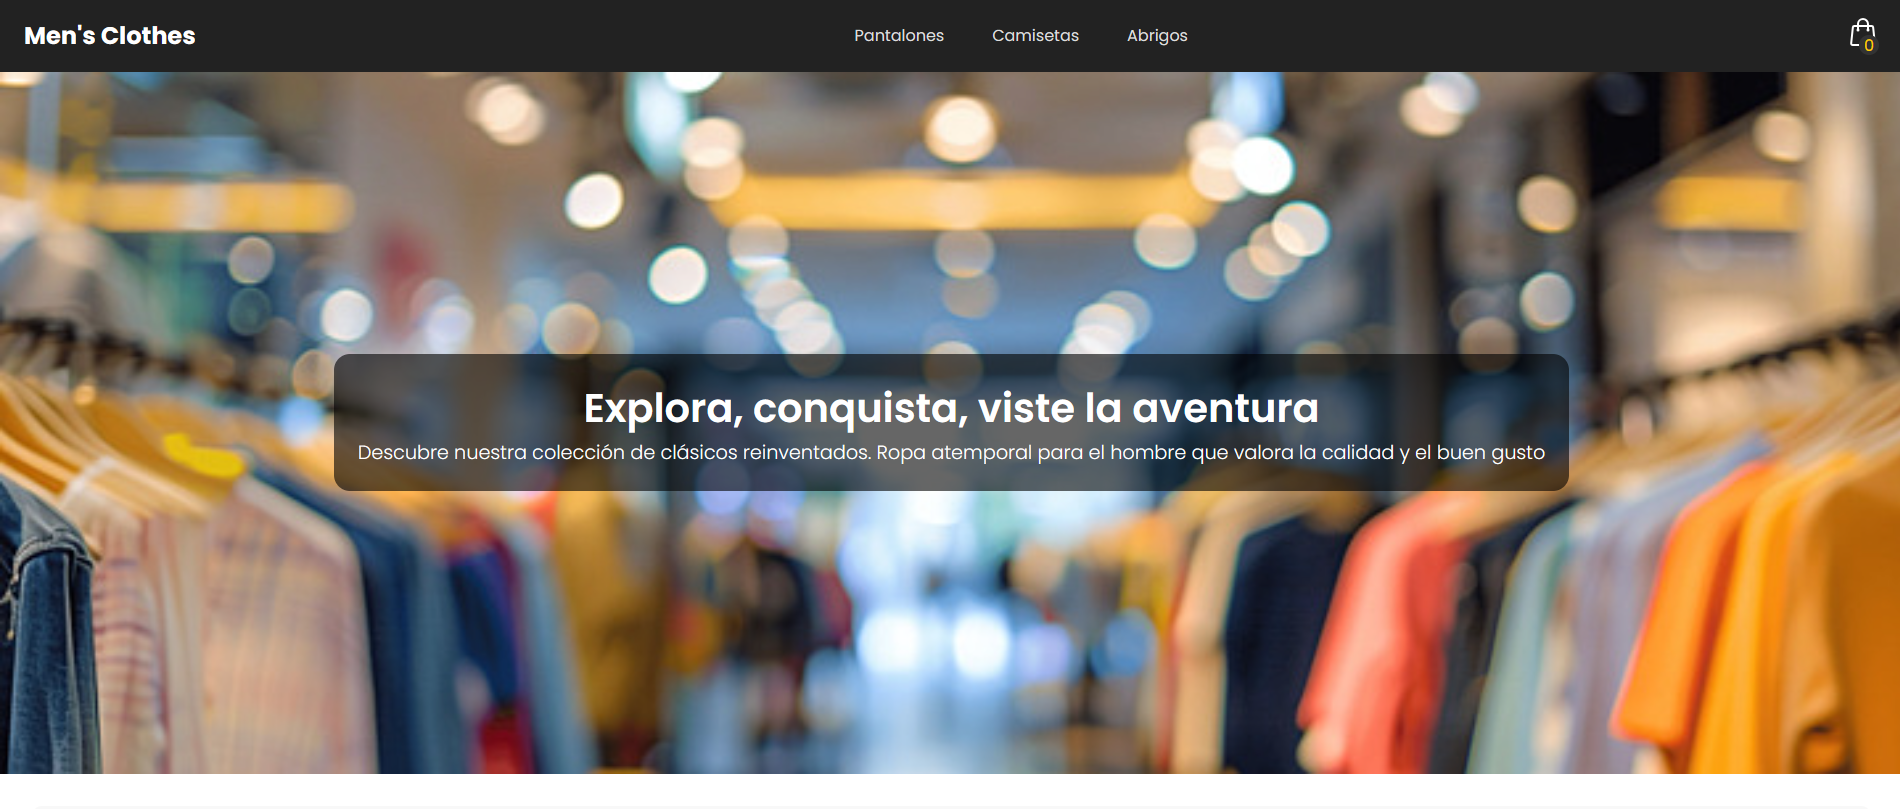 Men's Clothes
Pantalones Camisetas Abrigos
0
Explora, conquista, viste la aventura
Descubre nuestra colección de clásicos reinventados. Ropa atemporal para el hombre que valora la calidad y el buen gusto